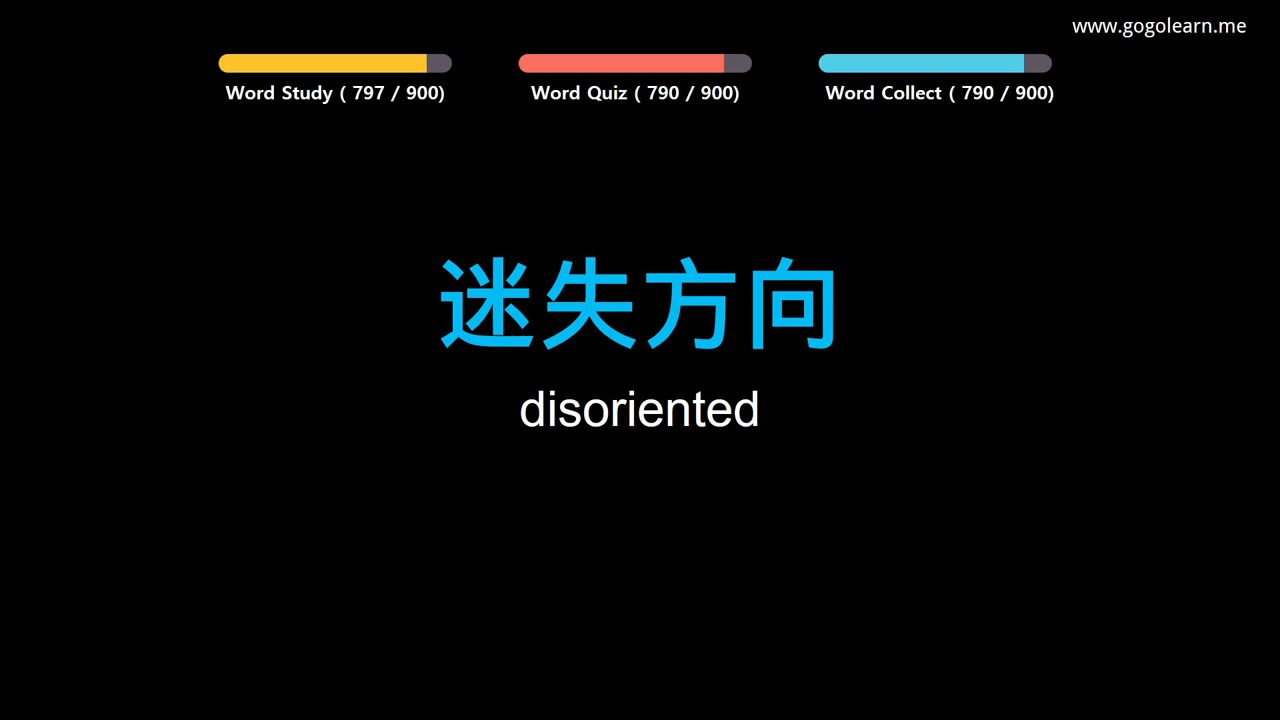 www.gogolearn.me
Word Study ( 797 / 900)
Word Quiz ( 790 / 900)
Word Collect ( 790 / 900)
迷失方向
disoriented